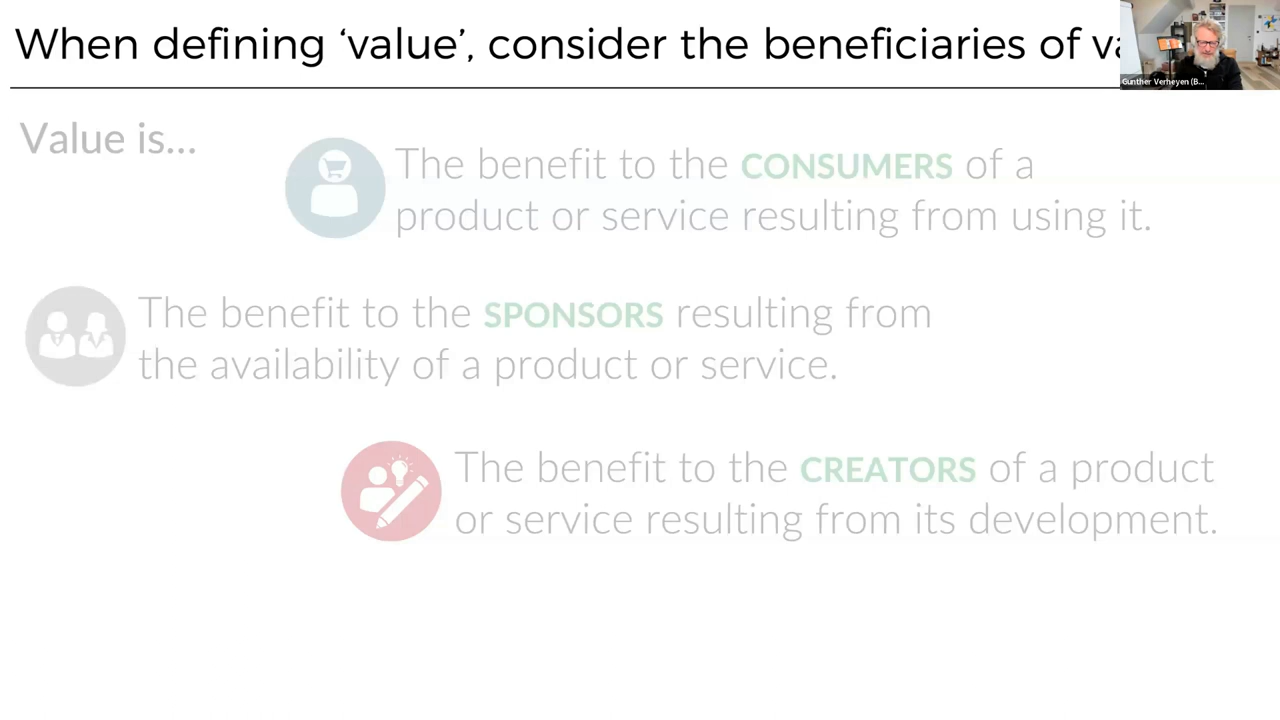 When defining ‘value’, consider the beneficiaries of
Gunther Verheyen (B...
Value is...
The benefit to the CONSUMERS of a
product or service resulting from using it.
The benefit to the SPONSORS resulting from
the availability of a product or service.
The benefit to the CREATORS of a product
or service resulting from its development.